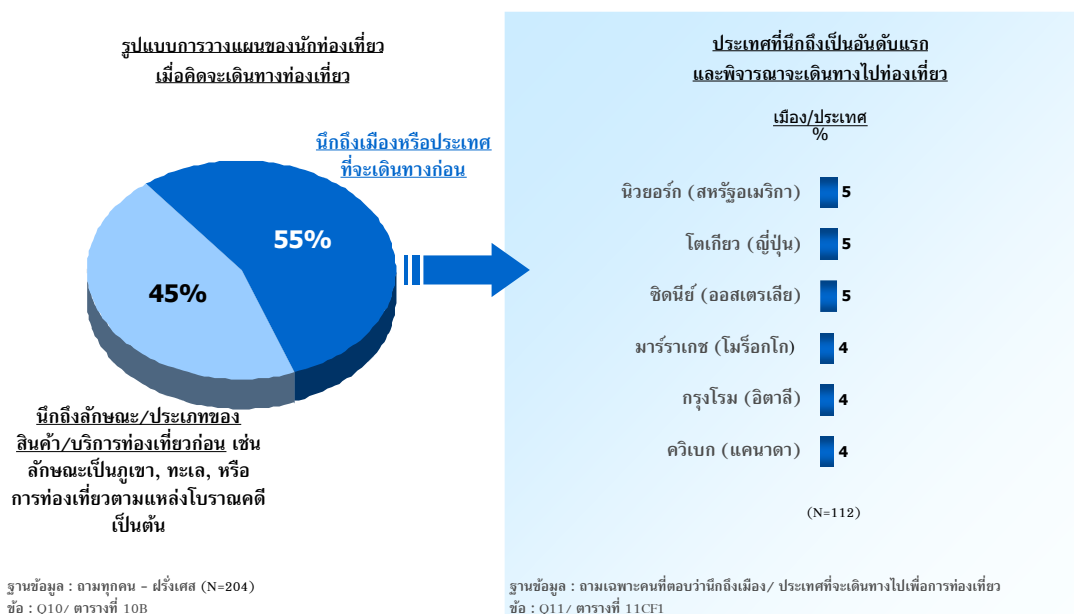 รูปแบบการวางแผนของนักท่องเที่ยว
เมื่อคิดจะเดินทางท่องเที่ยว
นึกถึงเมืองหรือประเทศ
ที่จะเดินทางก่อน
55%
45%
นึกถึงลักษณะ/ประเภทของ
สินค้า/บริการท่องเที่ยวก่อน เช่น
ลักษณะเป็นภูเขา, ทะเล, หรือ
การท่องเที่ยวตามแหล่งโบราณคดี
เป็นต้น
ฐานข้อมูล : ถามทุกคน - ฝรั่งเศส (N=204)
ข้อ : Q10/ ตารางที่ 10B
ประเทศที่นึกถึงเป็นอันดับแรก
และพิจารณาจะเดินทางไปท่องเที่ยว
เมือง/ประเทศ
%
นิวยอร์ก (สหรัฐอเมริกา) 5
โตเกียว (ญี่ปุ่น) 5
ซิดนีย์ (ออสเตรเลีย) 5
มาร์ราเกช (โมร็อกโก) 4
กรุงโรม (อิตาลี) 4
ควิเบก (แคนาดา) 4
(N=112)
ฐานข้อมูล : ถามเฉพาะคนที่ตอบว่านึกถึงเมือง/ ประเทศที่จะเดินทางไปเพื่อการท่องเที่ยว
ข้อ : Q11/ ตารางที่ 11CF1